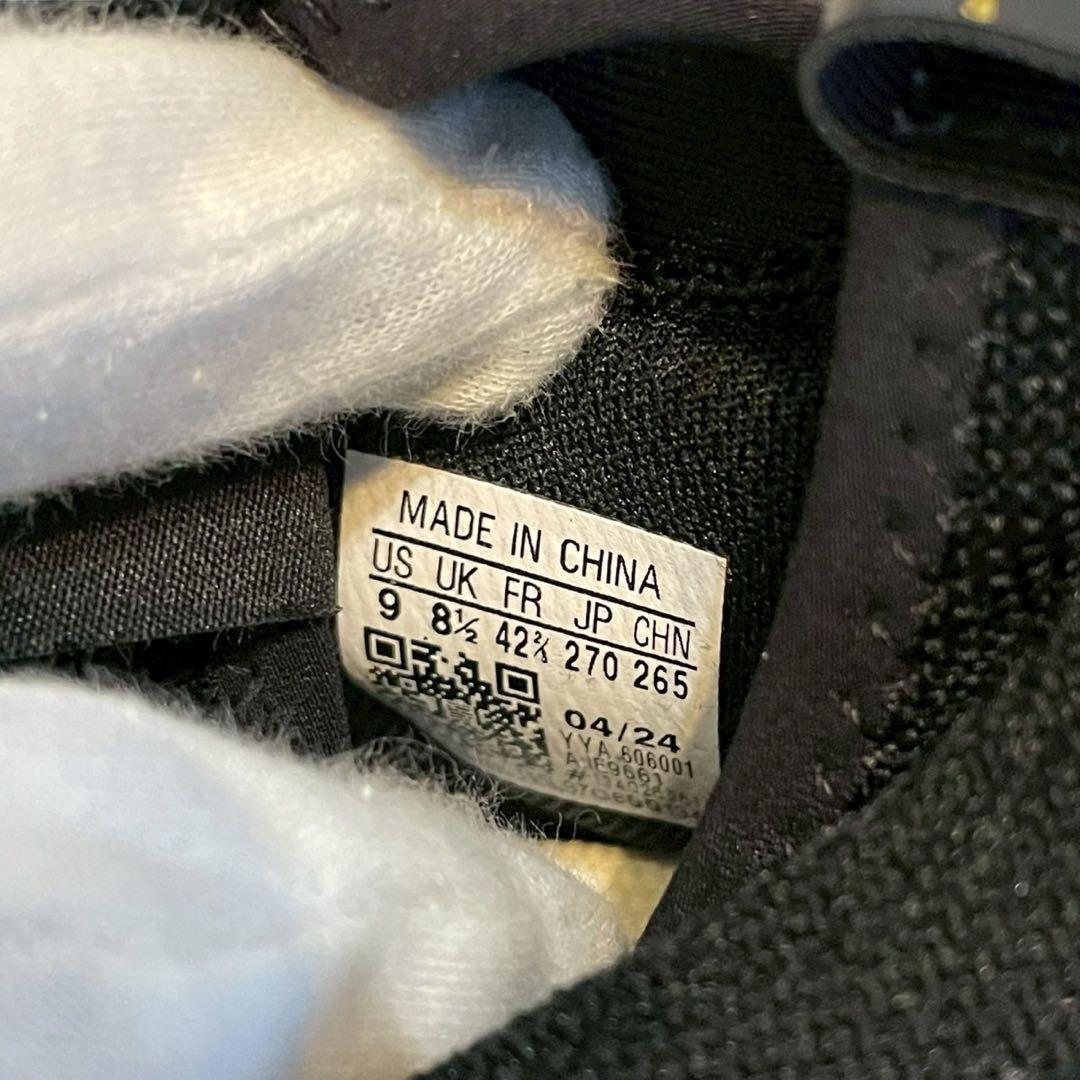 MADE IN CHINA
US UK FR JP CHN
9 8½ 42⅔ 270 265
04/24
YYA 606001